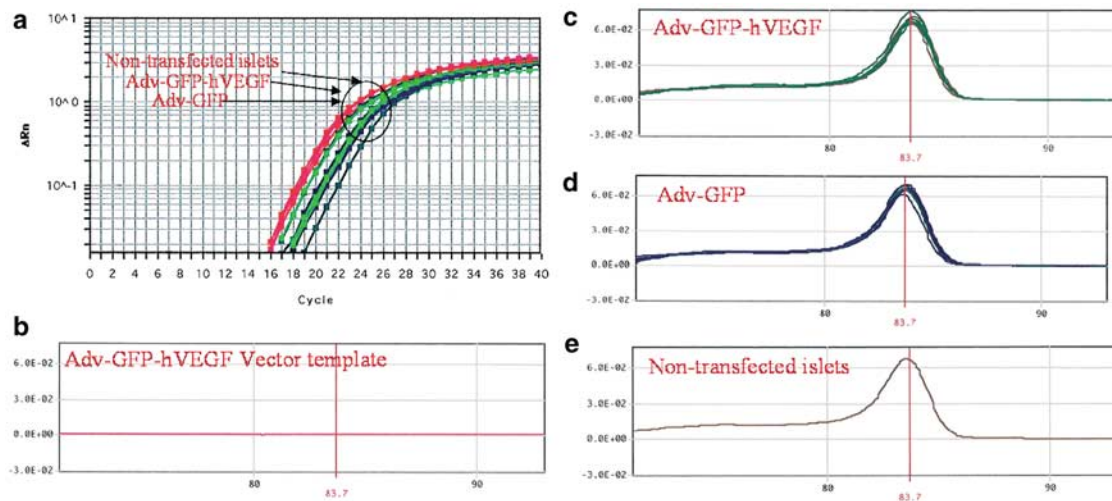 a
10^1
10^0
10^-1
ΔRn
Non-transfected islets
Adv-GFP-hVEGF
Adv-GFP
0 2 4 6 8 10 12 14 16 18 20 22 24 26 28 30 32 34 36 38 40
Cycle
b
Adv-GFP-hVEGF Vector template
6.0E-02
3.0E-02
0.0E+00
-3.0E-02
80 90
83.7
c
Adv-GFP-hVEGF
6.0E-02
3.0E-02
0.0E+00
-3.0E-02
80 90
83.7
d
Adv-GFP
6.0E-02
3.0E-02
0.0E+00
-3.0E-02
80 90
83.7
e
Non-transfected islets
6.0E-02
3.0E-02
0.0E+00
-3.0E-02
80 90
83.7